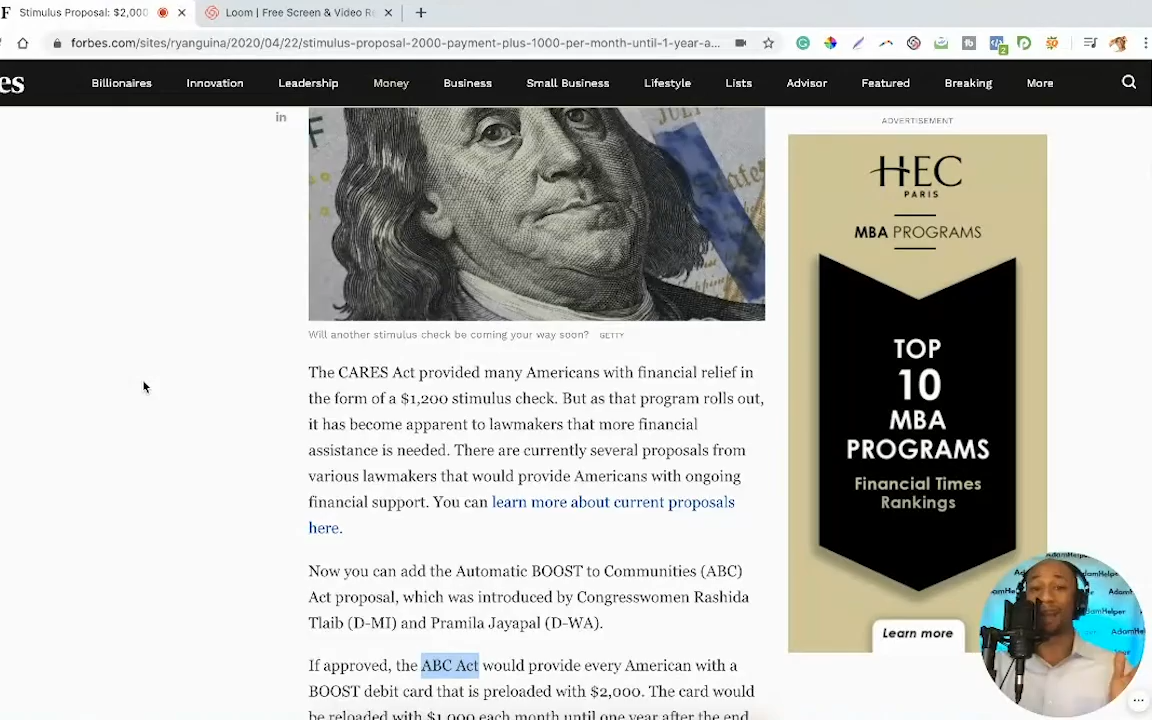 F Stimulus Proposal: $2,000
Loom | Free Screen & Video Re
forbes.com/sites/ryanguina/2020/04/22/stimulus-proposal-2000-payment-plus-1000-per-month-until-1-year-a...
2
es
Billionaires Innovation Leadership Money Business Small Business Lifestyle Lists Advisor Featured Breaking More
in
F
JULY
ADVERTISEMENT
HEC
PARIS
MBA PROGRAMS
TOP
10
MBA
PROGRAMS
Financial Times
Rankings
Learn more
Will another stimulus check be coming your way soon? GETTY
The CARES Act provided many Americans with financial relief in
the form of a $1,200 stimulus check. But as that program rolls out,
it has become apparent to lawmakers that more financial
assistance is needed. There are currently several proposals from
various lawmakers that would provide Americans with ongoing
financial support. You can learn more about current proposals
here.
Now you can add the Automatic BOOST to Communities (ABC)
Act proposal, which was introduced by Congresswomen Rashida
Tlaib (D-MI) and Pramila Jayapal (D-WA).
If approved, the ABC Act would provide every American with a
BOOST debit card that is preloaded with $2,000. The card would
be reloaded with $1,000 each month until one year after the end
AdamHelper